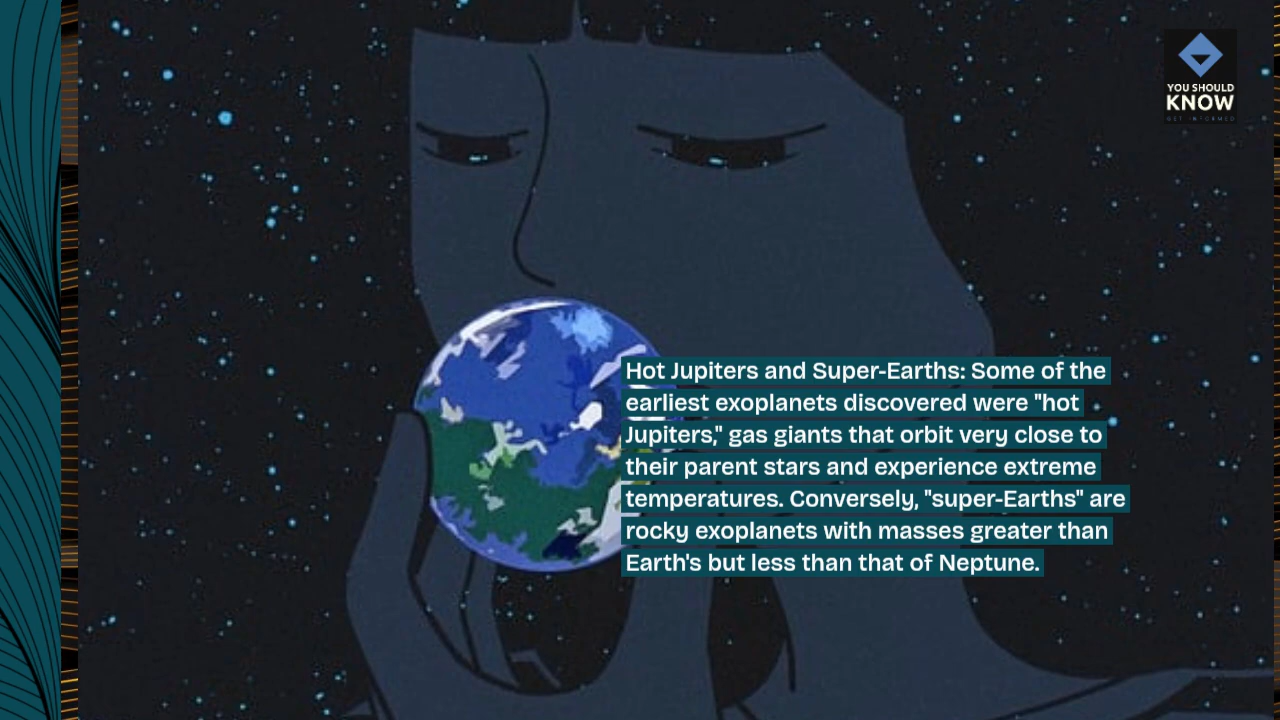 YOU SHOULD
KNOW
GET INFORMED
Hot Jupiters and Super-Earths: Some of the
earliest exoplanets discovered were "hot
Jupiters," gas giants that orbit very close to
their parent stars and experience extreme
temperatures. Conversely, "super-Earths" are
rocky exoplanets with masses greater than
Earth's but less than that of Neptune.